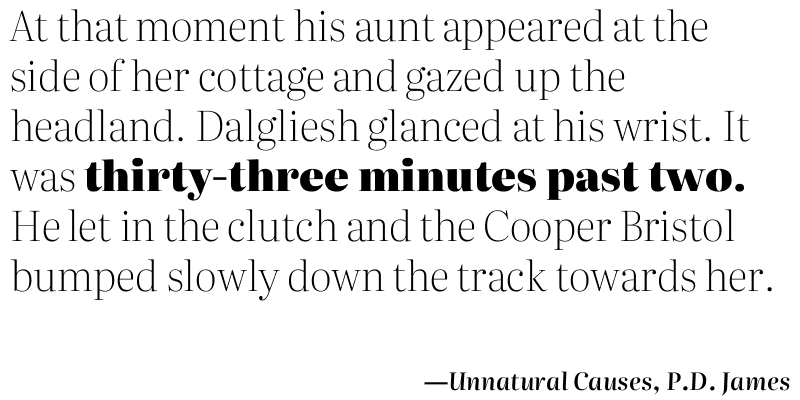 At that moment his aunt appeared at the
side of her cottage and gazed up the
headland. Dalgliesh glanced at his wrist. It
was thirty-three minutes past two.
He let in the clutch and the Cooper Bristol
bumped slowly down the track towards her.
—Unnatural Causes, P.D. James